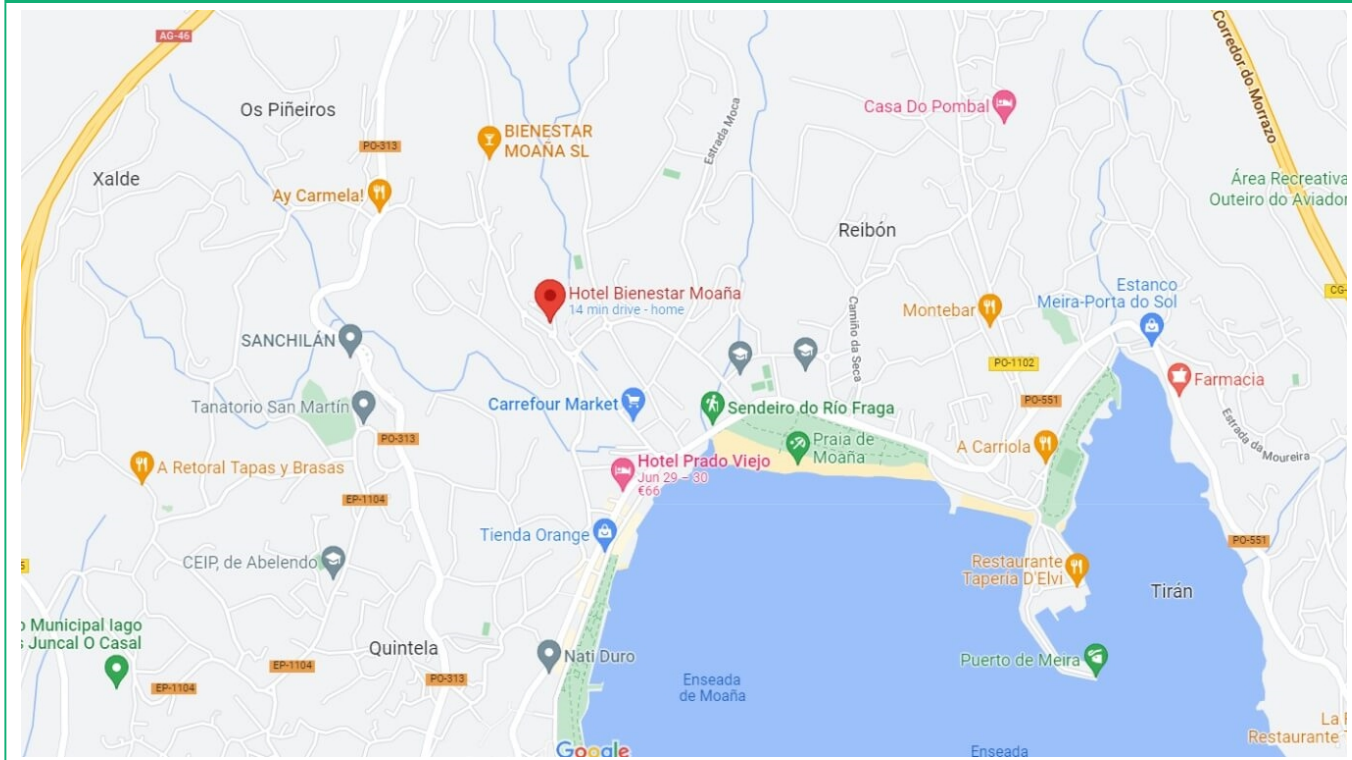 AG-46
Corredor do Morrazo
Os Piñeiros
Casa Do Pombal
Estrada Moca
BIENESTAR
MOAÑA SL
PO-313
Xalde
Ay Carmela!
Área Recreativa
Outeiro do Aviador
Reibón
Hotel Bienestar Moaña
14 min drive - home
Estanco
Meira-Porta do Sol
CG-
Montebar
Camiño da Seca
SANCHILÁN
PO-1102
Farmacia
Carrefour Market
Sendeiro do Río Fraga
PO-551
Tanatorio San Martín
Estrada da Moureira
PO-313
Praia de
Moaña
A Carriola
A Retoral Tapas y Brasas
Hotel Prado Viejo
Jun 29 – 30
€66
EP-1104
Tienda Orange
PO-551
CEIP, de Abelendo
5
Restaurante
Tapería D'Elvi
Tirán
o Municipal Iago
s Juncal O Casal
Quintela
Nati Duro
Puerto de Meira
EP-1104
PO-313
EP-1104
Enseada
de Moaña
La
Restaurante
Google
Enseada